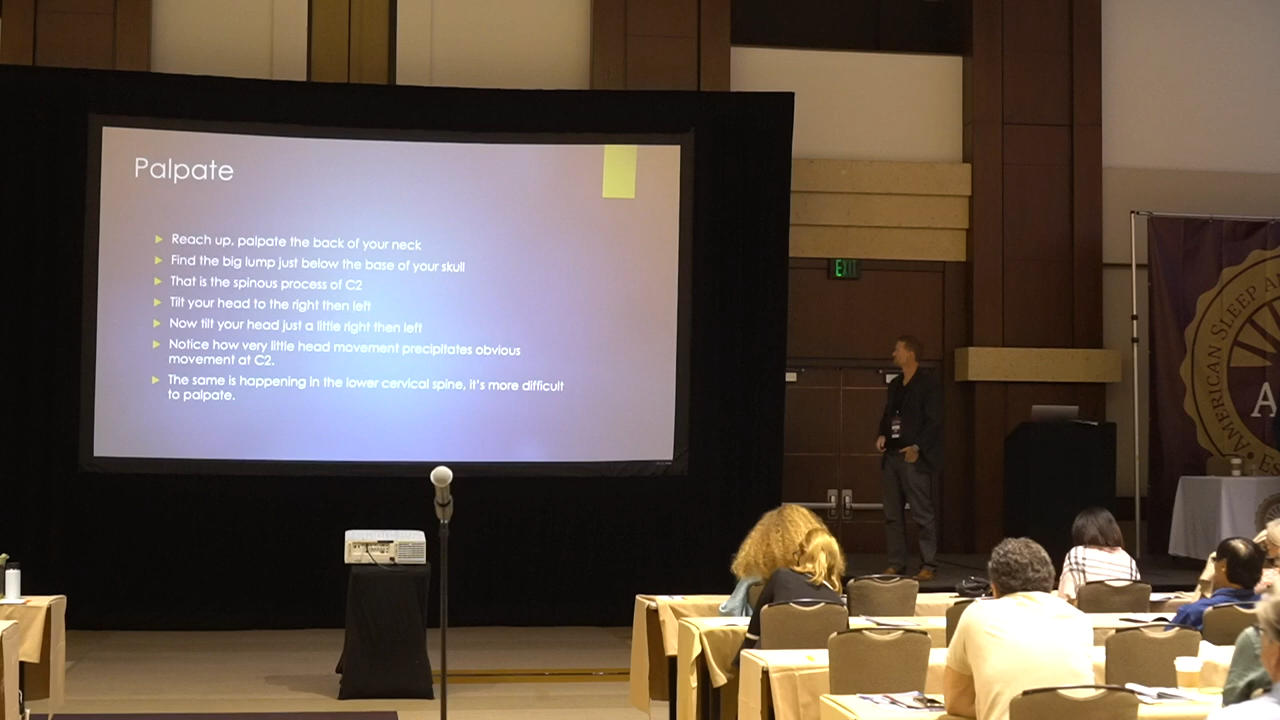 Palpate
Reach up, palpate the back of your neck
Find the big lump just below the base of your skull
That is the spinous process of C2
Tilt your head to the right then left
Now tilt your head just a little right then left
Notice how very little head movement precipitates obvious
movement at C2.
The same is happening in the lower cervical spine, it's more difficult
to palpate.
EXIT
AMERICAN SLEEP A
A
ES